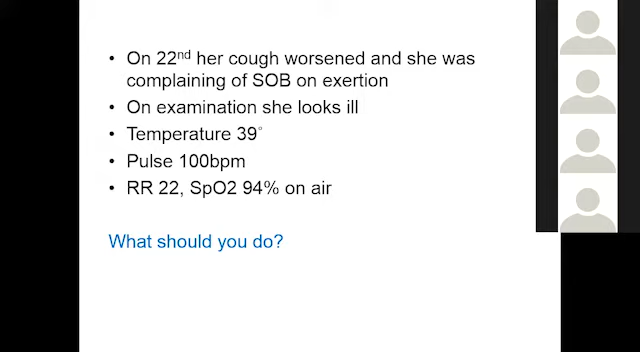 • On 22nd her cough worsened and she was
complaining of SOB on exertion
• On examination she looks ill
• Temperature 39°
• Pulse 100bpm
• RR 22, SpO2 94% on air
What should you do?